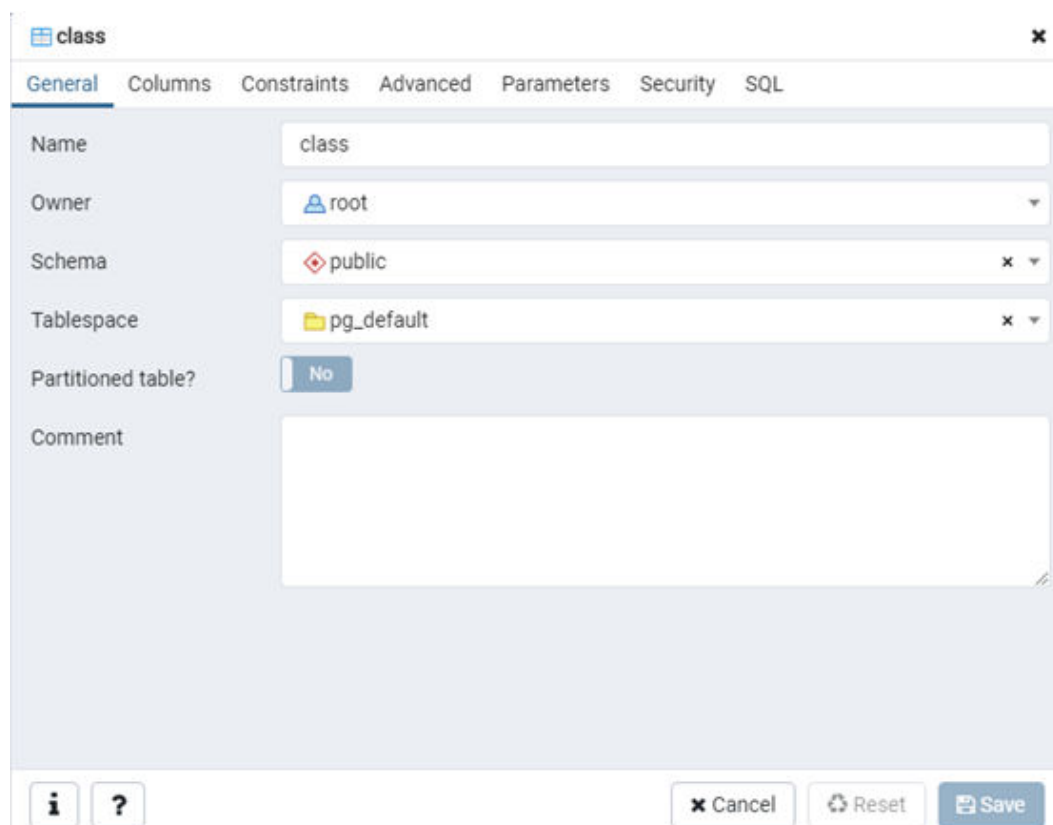 class
General Columns Constraints Advanced Parameters Security SQL
Name class
Owner root
Schema public
Tablespace pg_default
Partitioned table? No
Comment
i ? Cancel Reset Save